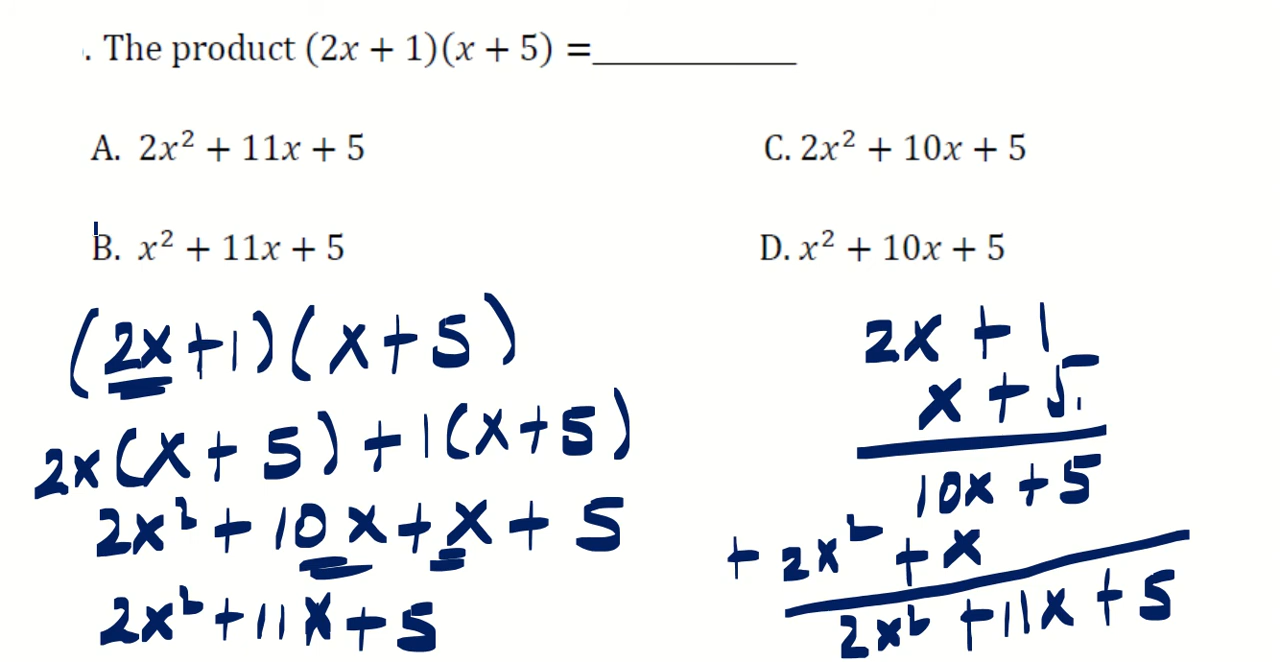 . The product (2x + 1)(x + 5) =__________
A. 2x² + 11x + 5
C. 2x² + 10x + 5
B. x² + 11x + 5
D. x² + 10x + 5
(2x+1)(x+5)
2x(x+5)+1(x+5)
2x²+10x+x+5
2x²+11x+5
2x+1
x+5
10x+5
+2x²+x
2x²+11x+5